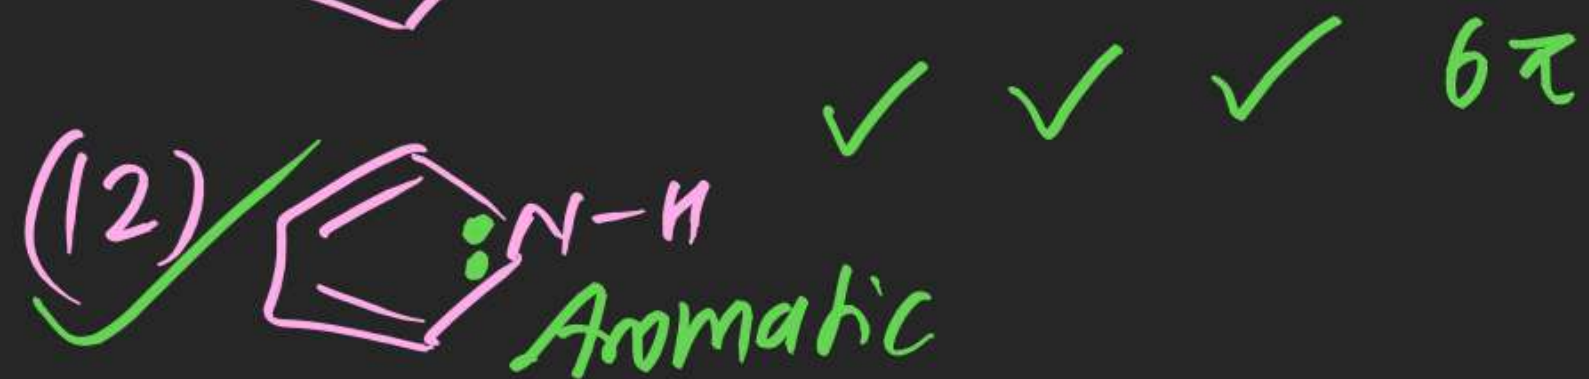 ✓ ✓ ✓ 6π
(12) N-H
Aromatic